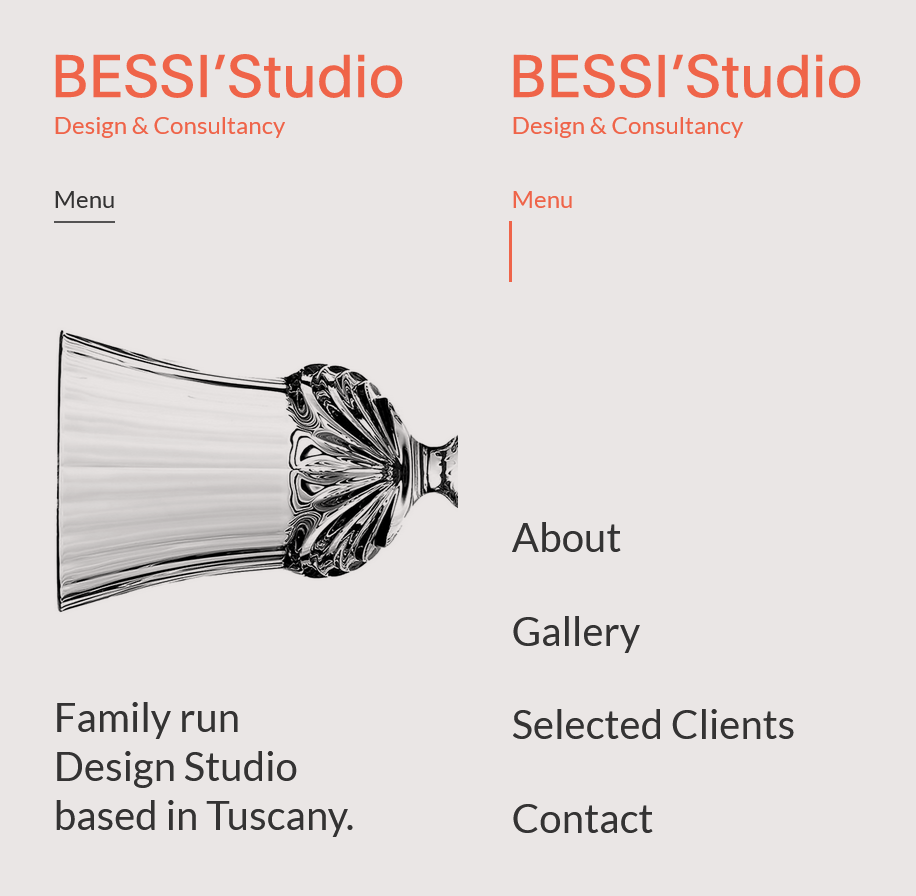 BESSI’Studio
Design & Consultancy
Menu
Family run
Design Studio
based in Tuscany.
BESSI’Studio
Design & Consultancy
Menu
About
Gallery
Selected Clients
Contact